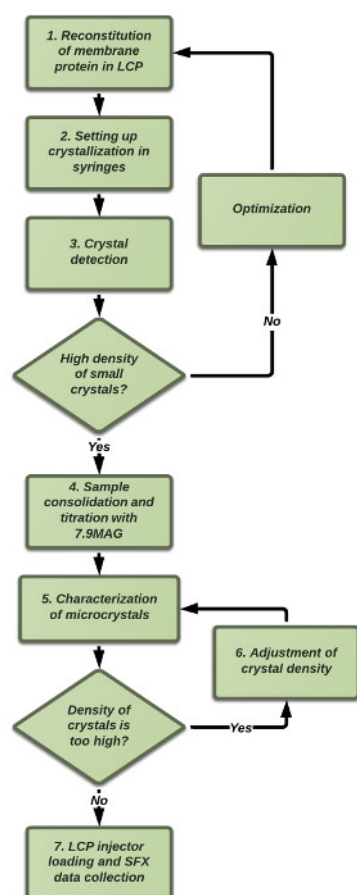 1. Reconstitution
of membrane
protein in LCP
2. Setting up
crystallization in
syringes
Optimization
3. Crystal
detection
No
High density
of small
crystals?
Yes
4. Sample
consolidation and
titration with
7.9MAG
5. Characterization
of microcrystals
6. Adjustment of
crystal density
Density of
crystals is
too high?
Yes
No
7. LCP injector
loading and SFX
data collection